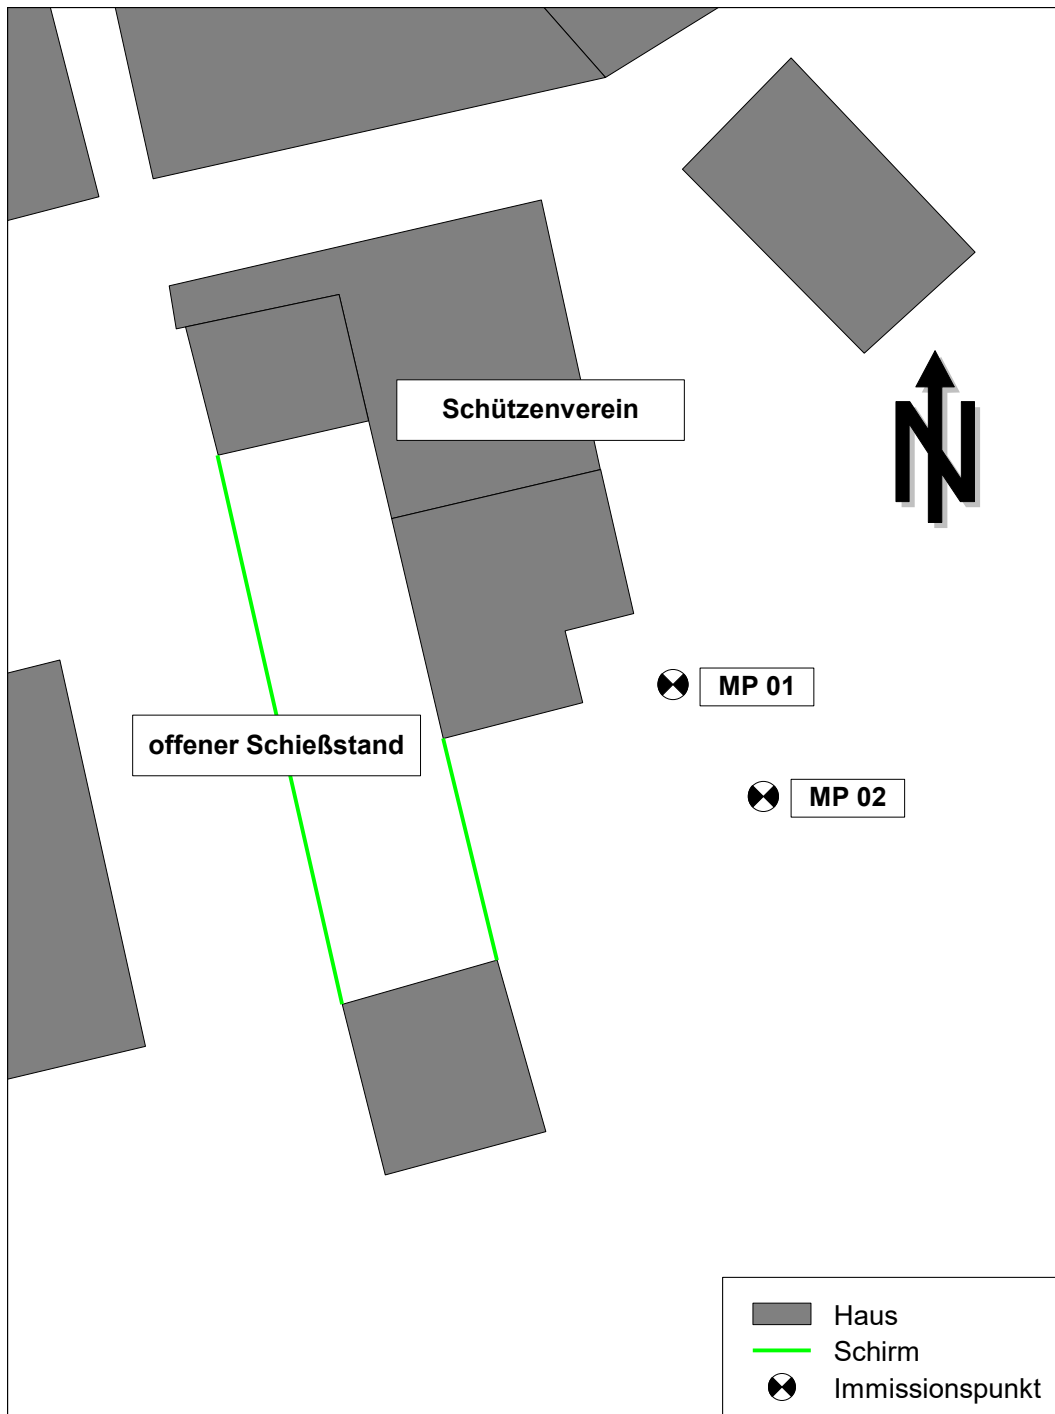 Schützenverein
N
MP 01
offener Schießstand
MP 02
Haus
Schirm
Immissionspunkt